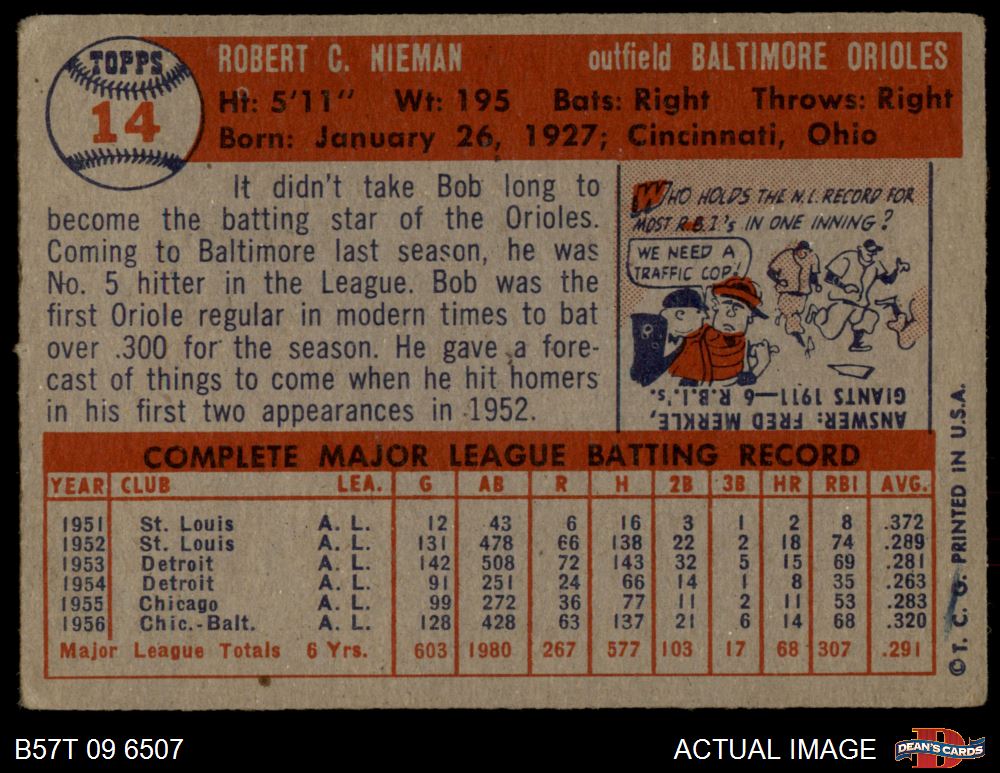 TOPPS
14
ROBERT C. NIEMAN outfield BALTIMORE ORIOLES
Ht: 5'11" Wt: 195 Bats: Right Throws: Right
Born: January 26, 1927; Cincinnati, Ohio
It didn't take Bob long to
become the batting star of the Orioles.
Coming to Baltimore last season, he was
No. 5 hitter in the League. Bob was the
first Oriole regular in modern times to bat
over .300 for the season. He gave a fore-
cast of things to come when he hit homers
in his first two appearances in 1952.
WHO HOLDS THE N.L. RECORD FOR
MOST R.B.I.'s IN ONE INNING?
WE NEED A
TRAFFIC COP!
ANSWER: FRED MERKLE,
GIANTS 1911—6 R.B.I.'s.
COMPLETE MAJOR LEAGUE BATTING RECORD
YEAR CLUB LEA. G AB R H 2B 3B HR RBI AVG.
1951 St. Louis A. L. 12 43 6 16 3 1 2 8 .372
1952 St. Louis A. L. 131 478 66 138 22 2 18 74 .289
1953 Detroit A. L. 142 508 72 143 32 5 15 69 .281
1954 Detroit A. L. 91 251 24 66 14 1 8 35 .263
1955 Chicago A. L. 99 272 36 77 11 2 11 53 .283
1956 Chic.-Balt. A. L. 128 428 63 137 21 6 14 68 .320
Major League Totals 6 Yrs. 603 1980 267 577 103 17 68 307 .291
© T. C. G. PRINTED IN U.S.A.
B57T 09 6507
ACTUAL IMAGE
DEAN'S CARDS